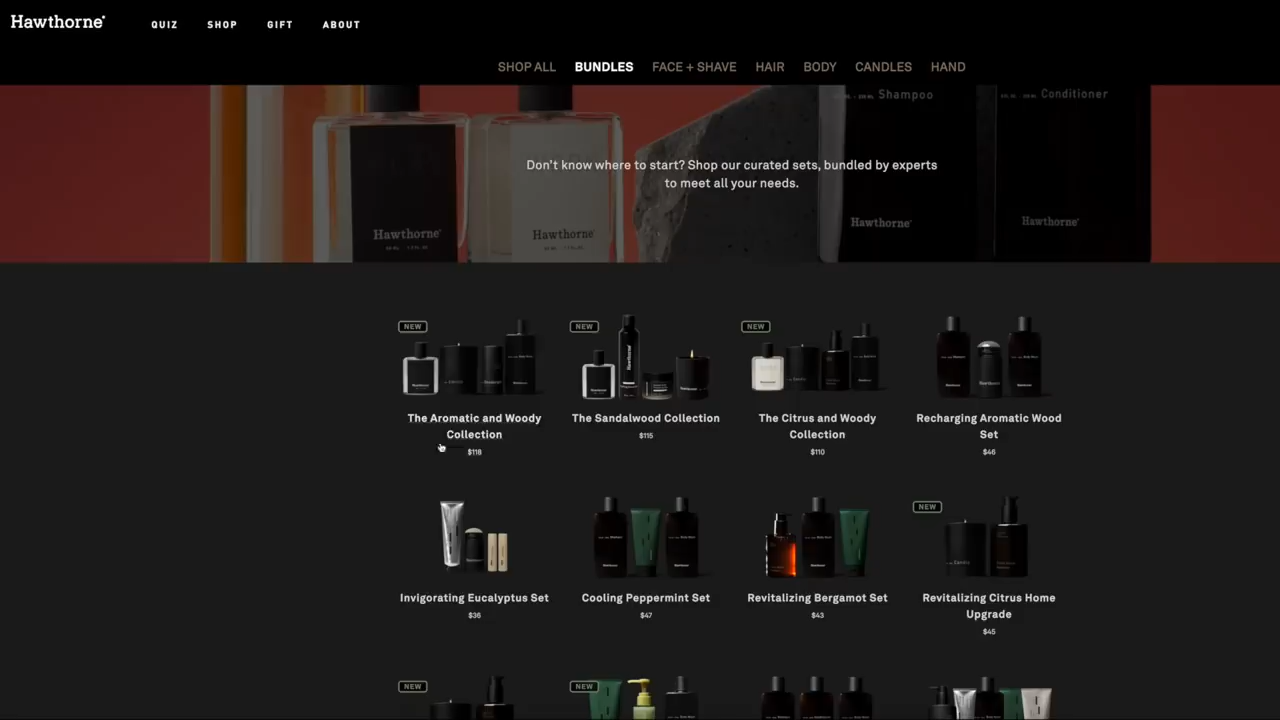 Hawthorne®
QUIZ
SHOP
GIFT
ABOUT
SHOP ALL
BUNDLES
FACE + SHAVE
HAIR
BODY
CANDLES
HAND
Shampoo
Conditioner
Don't know where to start? Shop our curated sets, bundled by experts
to meet all your needs.
Hawthorne®
Hawthorne®
Hawthorne®
Hawthorne®
NEW
NEW
NEW
The Aromatic and Woody
Collection
$118
The Sandalwood Collection
$115
The Citrus and Woody
Collection
$110
Recharging Aromatic Wood
Set
$46
NEW
Invigorating Eucalyptus Set
$36
Cooling Peppermint Set
$47
Revitalizing Bergamot Set
$43
Revitalizing Citrus Home
Upgrade
$45
NEW
NEW